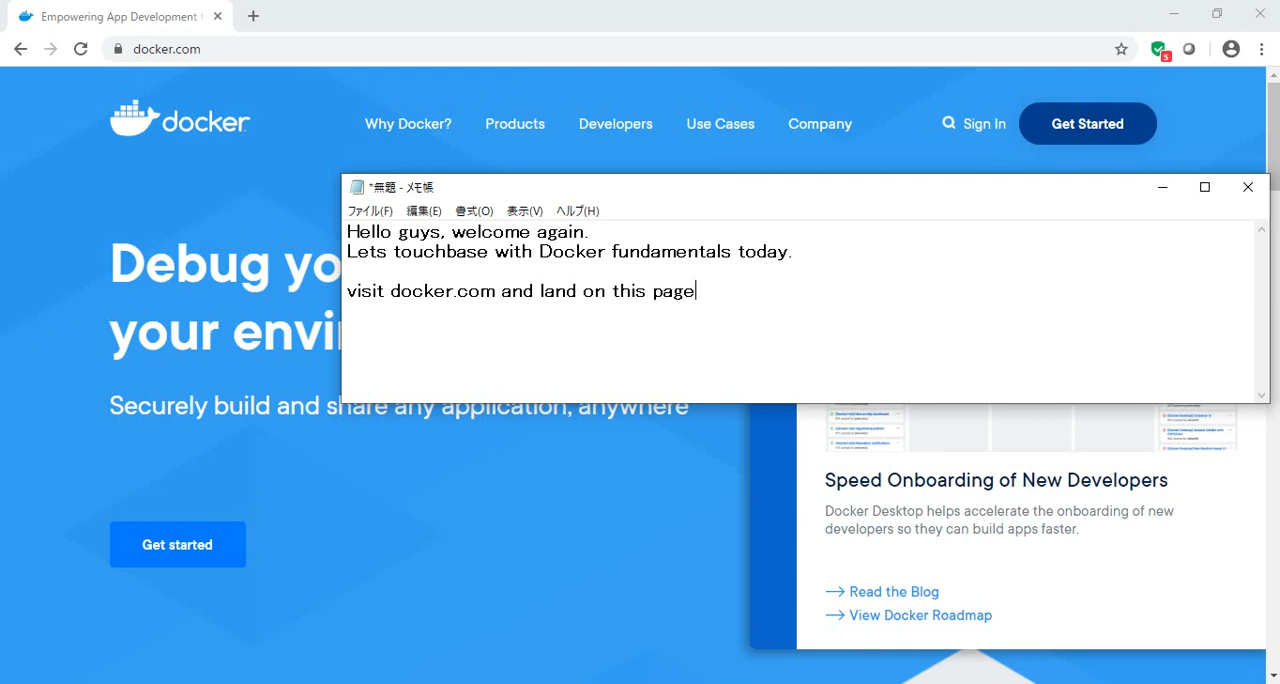 Empowering App Development
docker.com
5
docker
Why Docker?
Products
Developers
Use Cases
Company
Sign In
Get Started
*無題 - メモ帳
ファイル(F) 編集(E) 書式(O) 表示(V) ヘルプ(H)
Hello guys, welcome again.
Lets touchbase with Docker fundamentals today.
visit docker.com and land on this page
Debug yo
your envi
Securely build and share any application, anywhere
Get started
Speed Onboarding of New Developers
Docker Desktop helps accelerate the onboarding of new
developers so they can build apps faster.
Read the Blog
View Docker Roadmap